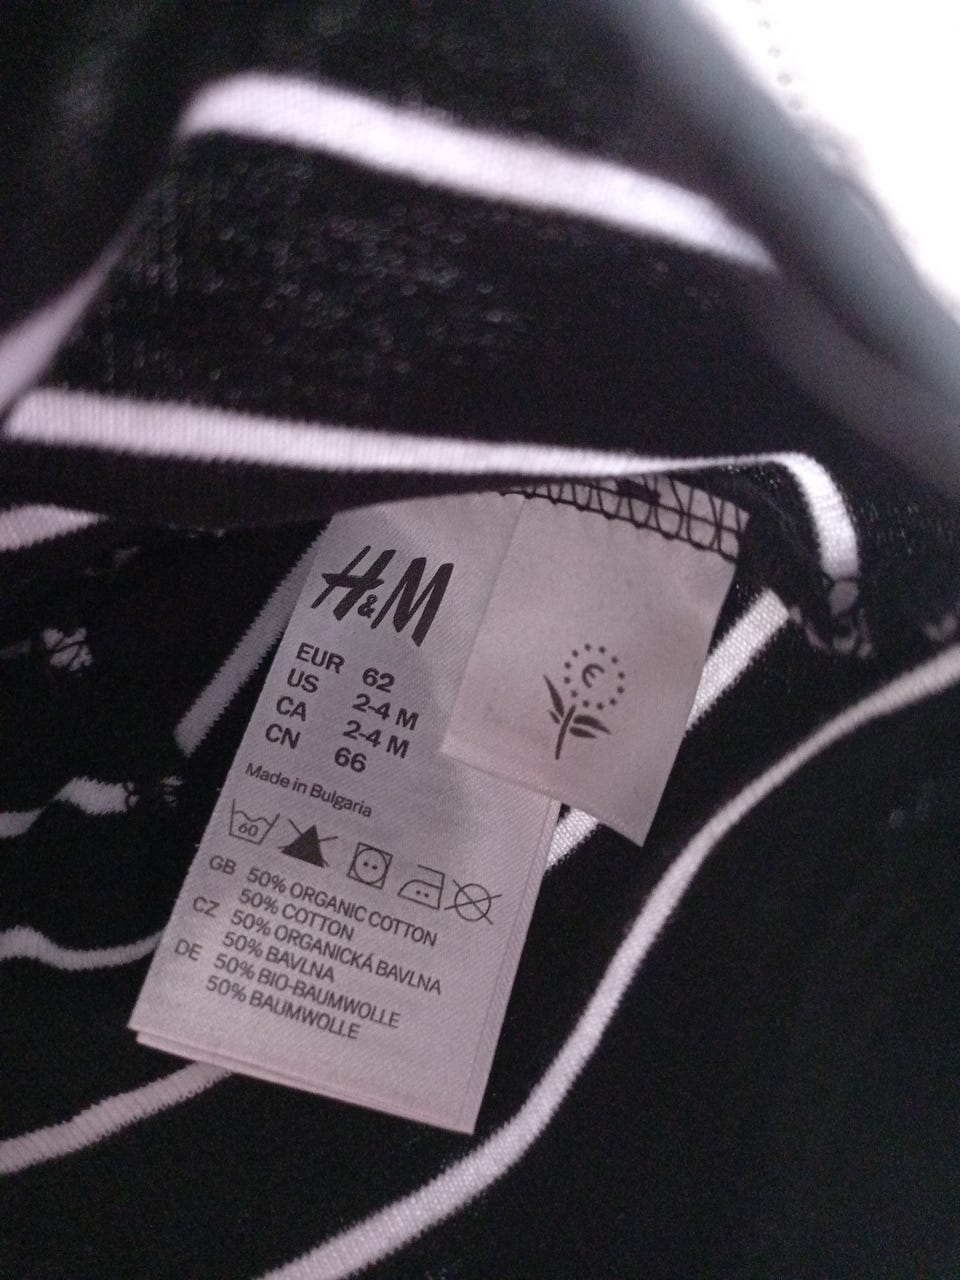 H&M
EUR 62
US 2-4 M
CA 2-4 M
CN 66
Made in Bulgaria
60
GB 50% ORGANIC COTTON
50% COTTON
CZ 50% ORGANICKÁ BAVLNA
50% BAVLNA
DE 50% BIO-BAUMWOLLE
50% BAUMWOLLE